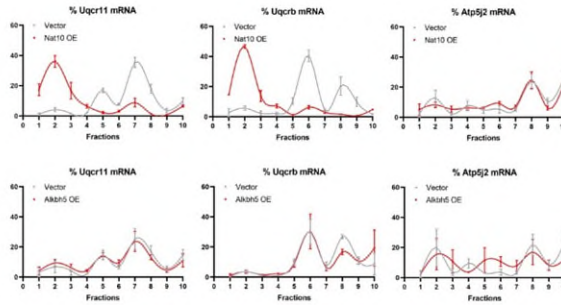 % Uqcr11 mRNA
Vector
Nat10 OE
60
40
20
0
0 1 2 3 4 5 6 7 8 9 10
Fractions
% Uqcrb mRNA
Vector
Nat10 OE
60
40
20
0
0 1 2 3 4 5 6 7 8 9 10
Fractions
% Atp5j2 mRNA
Vector
Nat10 OE
60
40
20
0
0 1 2 3 4 5 6 7 8 9 10
Fractions
% Uqcr11 mRNA
Vector
Alkbh5 OE
60
40
20
0
0 1 2 3 4 5 6 7 8 9 10
Fractions
% Uqcrb mRNA
Vector
Alkbh5 OE
60
40
20
0
0 1 2 3 4 5 6 7 8 9 10
Fractions
% Atp5j2 mRNA
Vector
Alkbh5 OE
60
40
20
0
0 1 2 3 4 5 6 7 8 9 10
Fractions